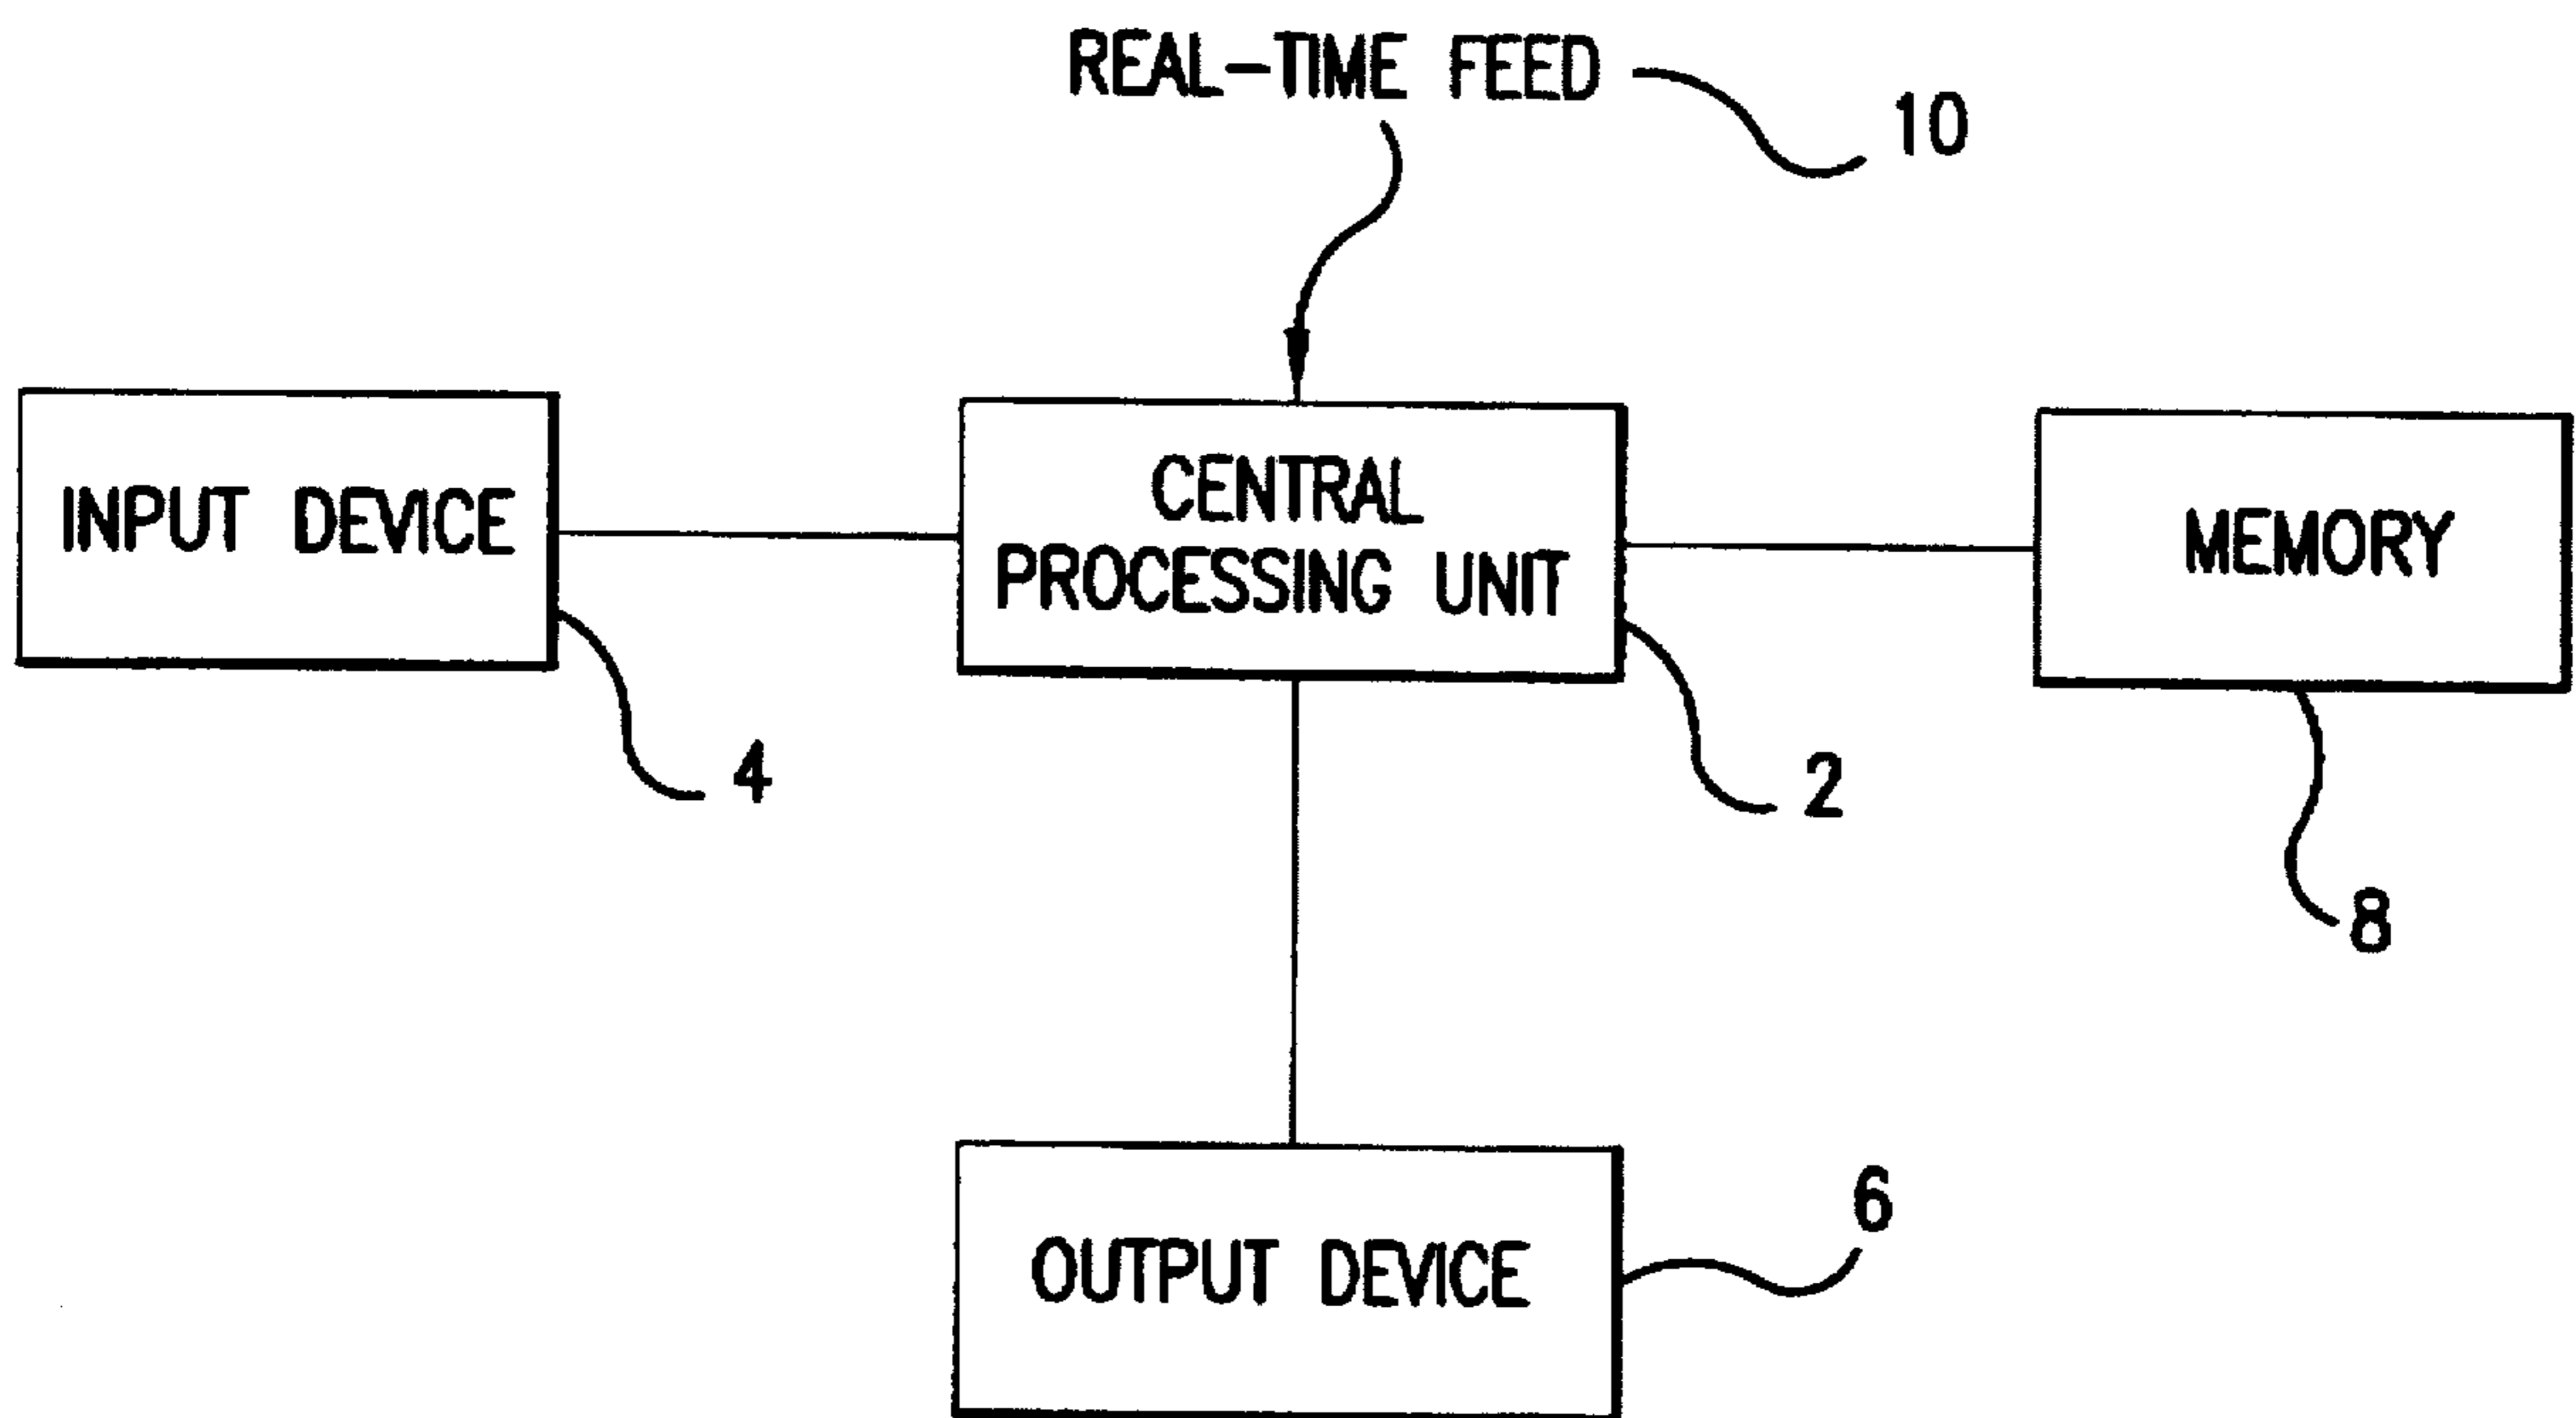 REAL-TIME FEED
10
INPUT DEVICE
CENTRAL
PROCESSING UNIT
MEMORY
4
2
8
OUTPUT DEVICE
6